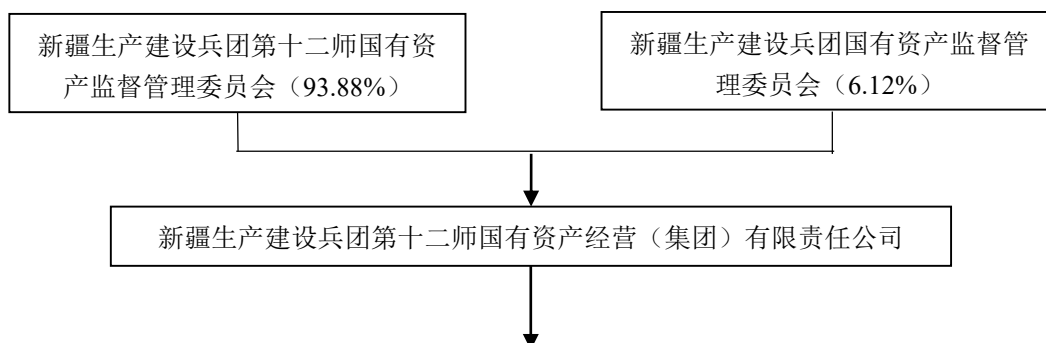 新疆生产建设兵团第十二师国有资
产监督管理委员会（93.88%）
新疆生产建设兵团国有资产监督管
理委员会（6.12%）
新疆生产建设兵团第十二师国有资产经营（集团）有限责任公司